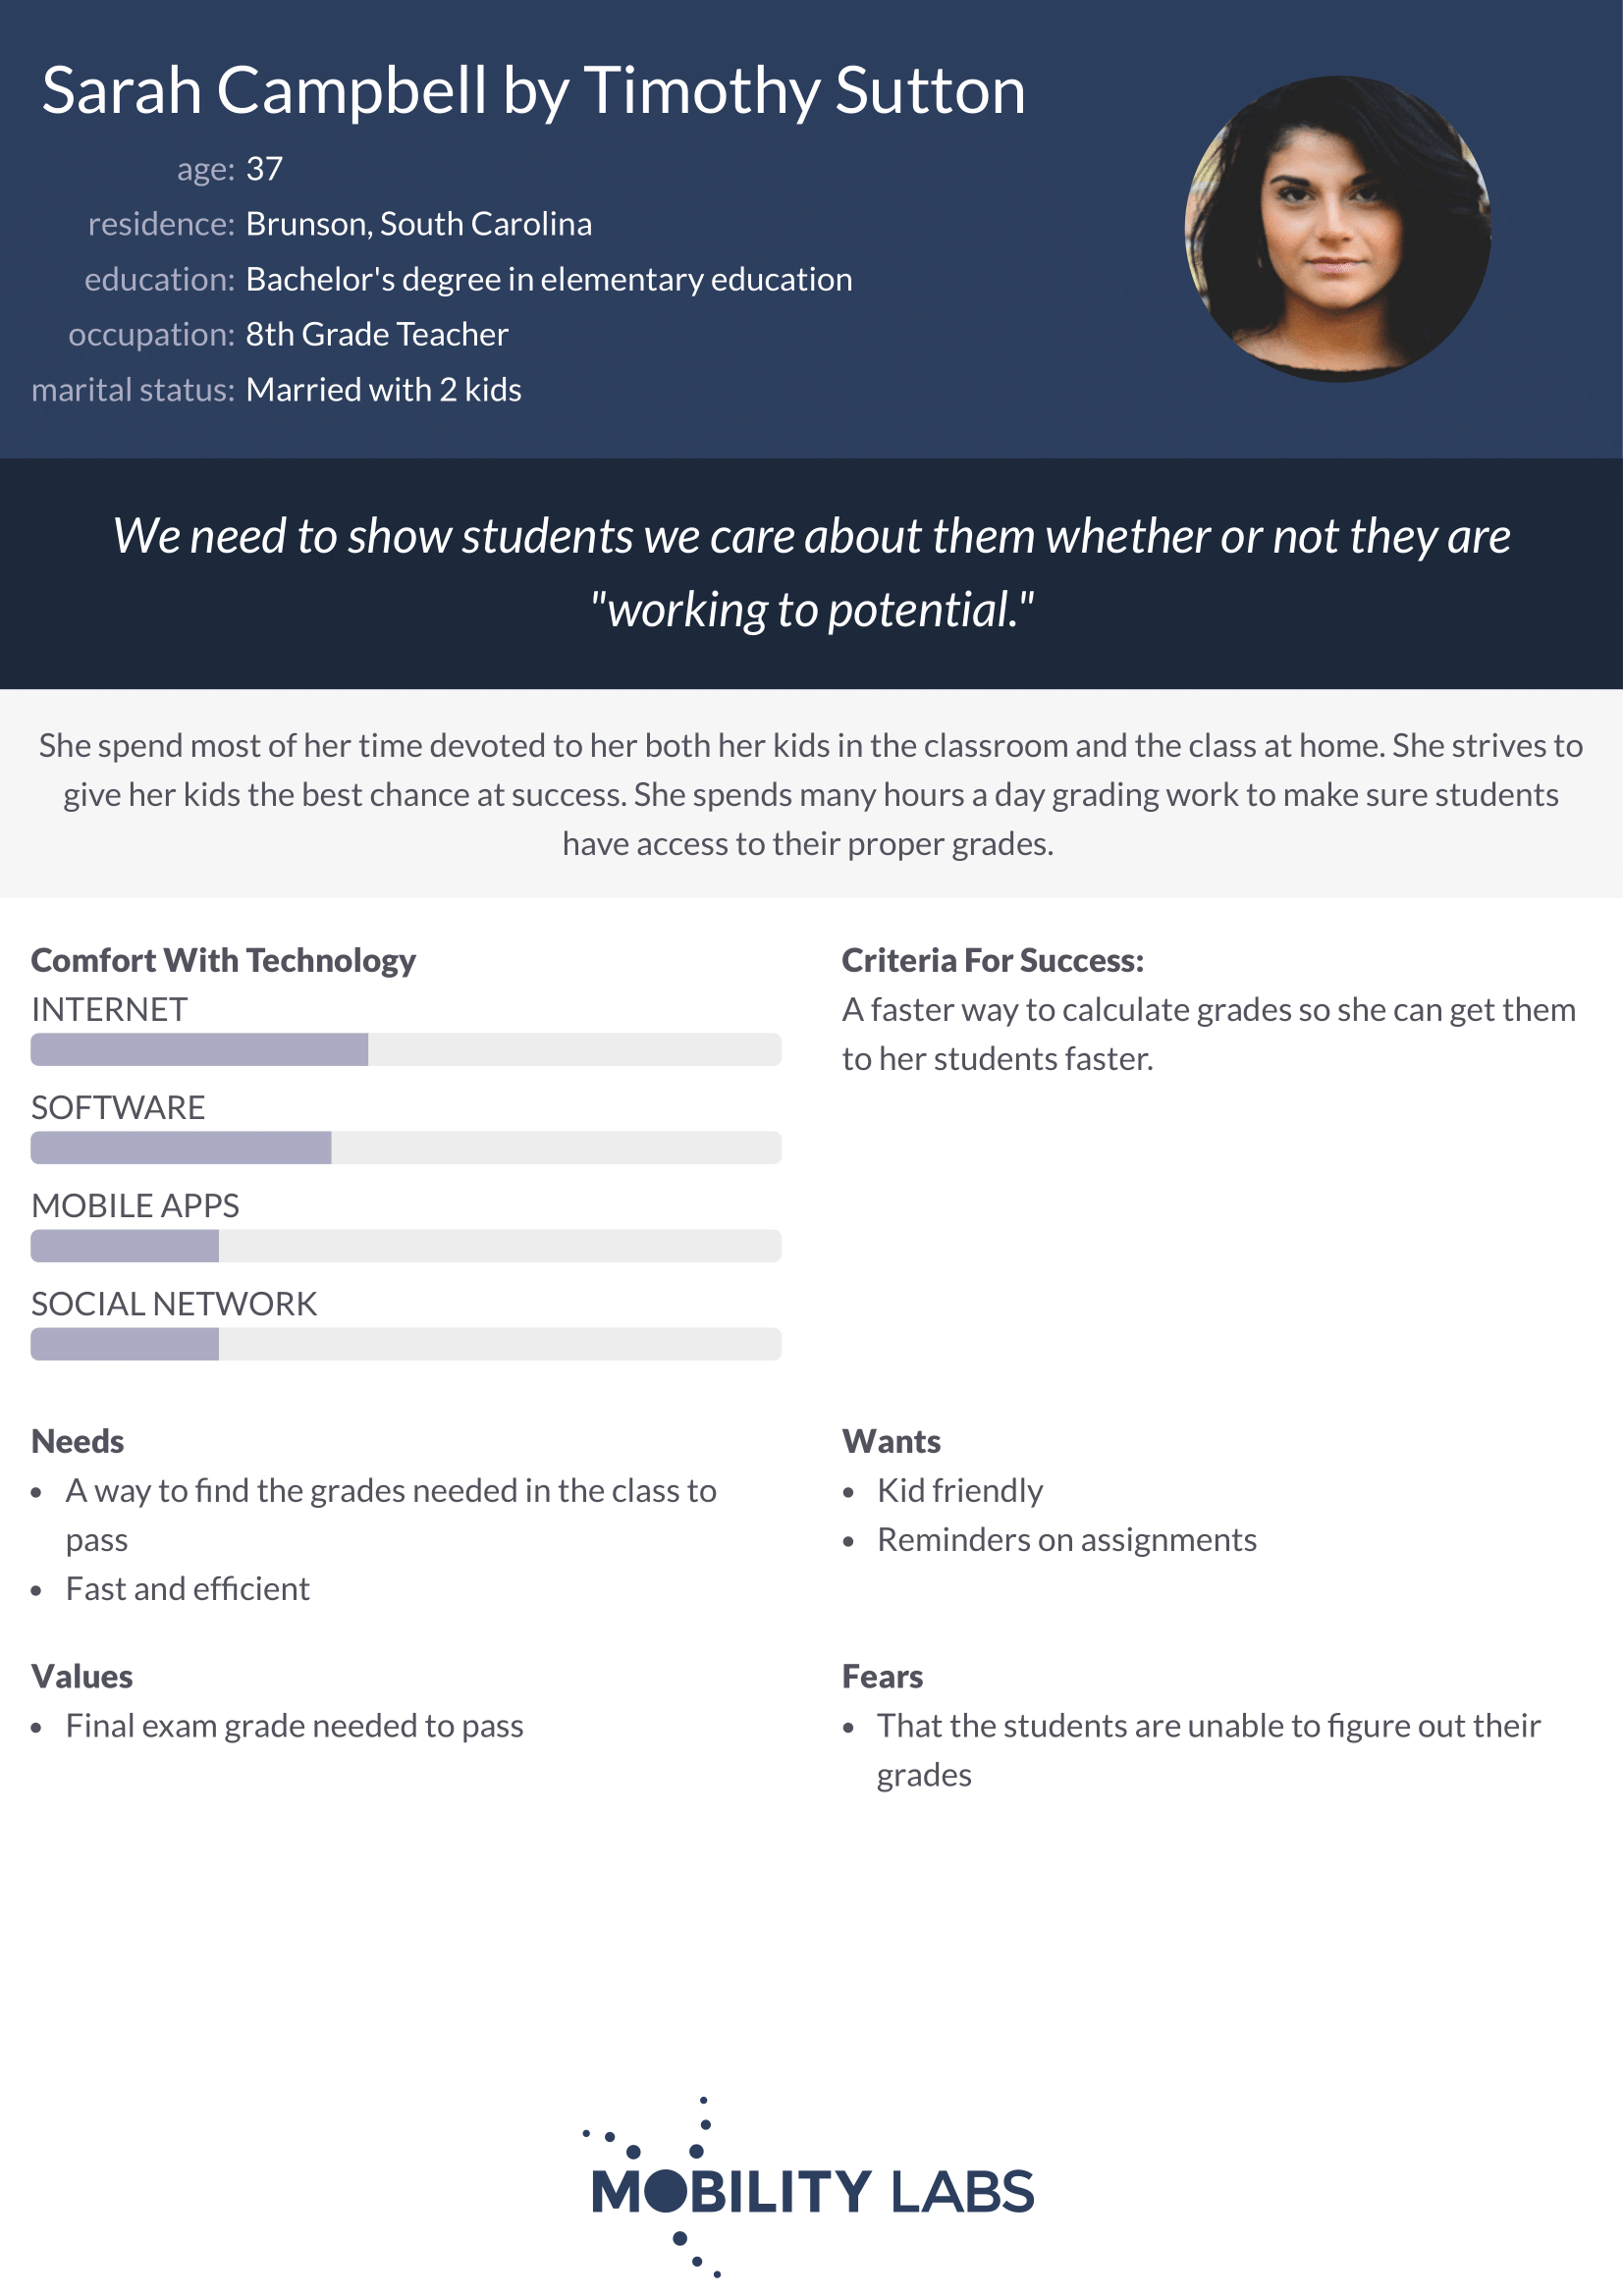 Sarah Campbell by Timothy Sutton
age: 37
residence: Brunson, South Carolina
education: Bachelor's degree in elementary education
occupation: 8th Grade Teacher
marital status: Married with 2 kids
We need to show students we care about them whether or not they are
"working to potential."
She spend most of her time devoted to her both her kids in the classroom and the class at home. She strives to
give her kids the best chance at success. She spends many hours a day grading work to make sure students
have access to their proper grades.
Comfort With Technology
INTERNET
SOFTWARE
MOBILE APPS
SOCIAL NETWORK
Criteria For Success:
A faster way to calculate grades so she can get them
to her students faster.
Needs
• A way to find the grades needed in the class to
pass
• Fast and efficient
Wants
• Kid friendly
• Reminders on assignments
Values
• Final exam grade needed to pass
Fears
• That the students are unable to figure out their
grades
MOBILITY LABS